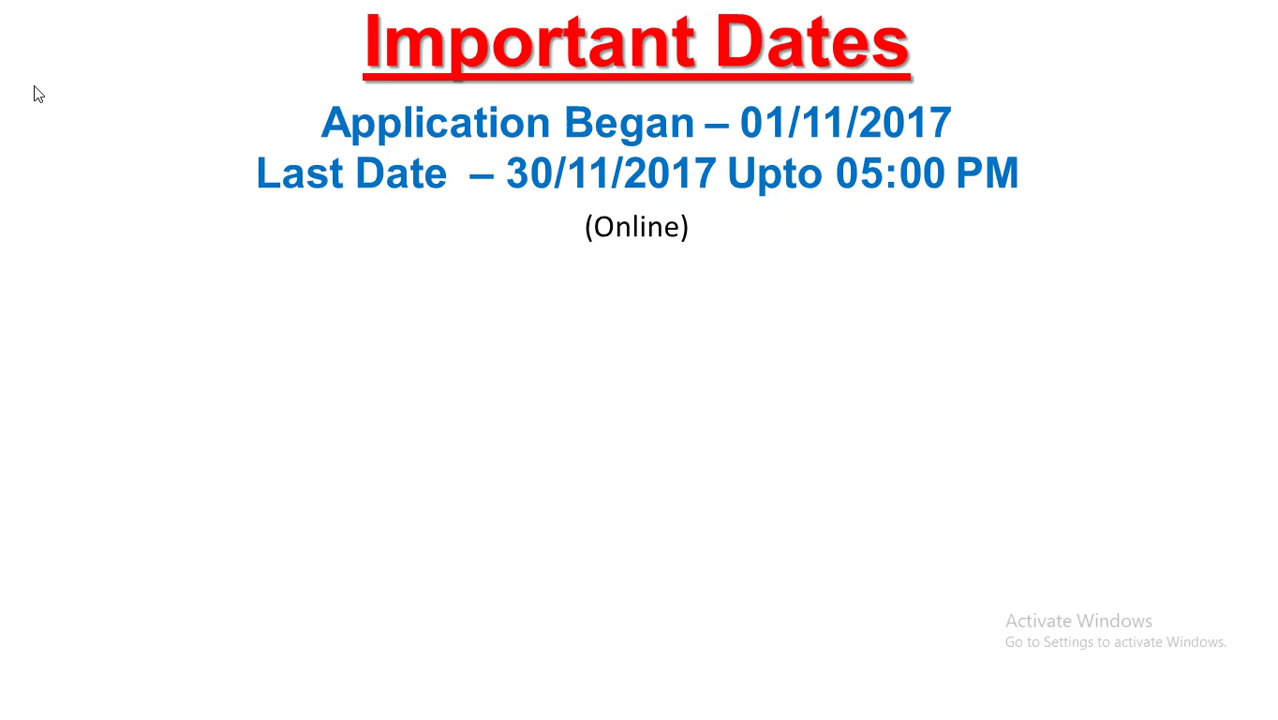 Important Dates
Application Began – 01/11/2017
Last Date – 30/11/2017 Upto 05:00 PM
(Online)
Activate Windows
Go to Settings to activate Windows.